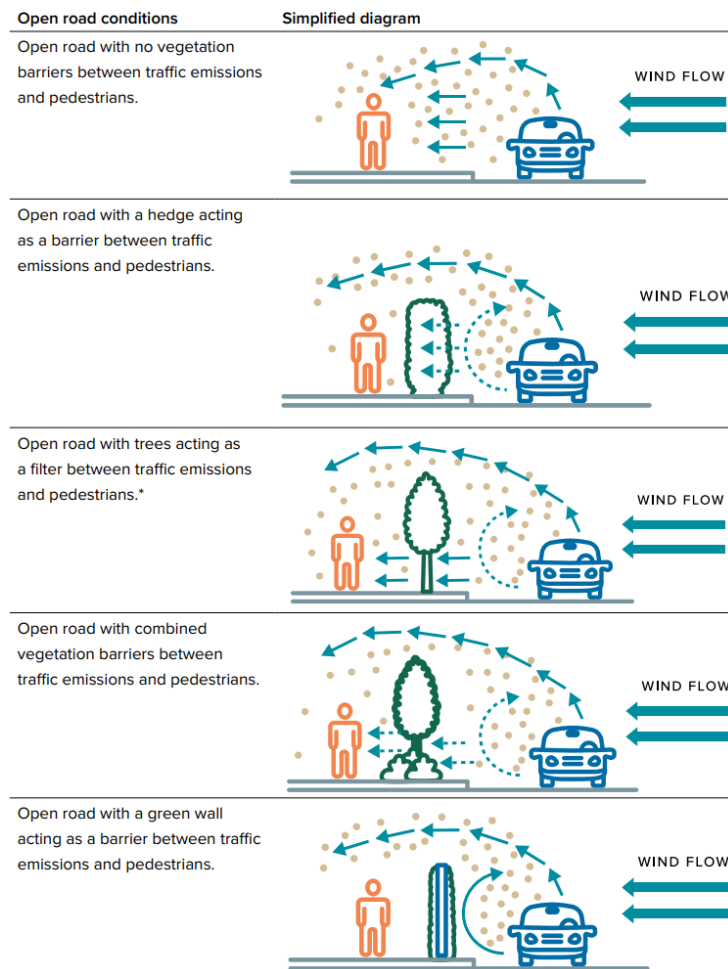 Open road conditions
Simplified diagram
Open road with no vegetation
barriers between traffic emissions
and pedestrians.
WIND FLOW
Open road with a hedge acting
as a barrier between traffic
emissions and pedestrians.
WIND FLOW
Open road with trees acting as
a filter between traffic emissions
and pedestrians.*
WIND FLOW
Open road with combined
vegetation barriers between
traffic emissions and pedestrians.
WIND FLOW
Open road with a green wall
acting as a barrier between traffic
emissions and pedestrians.
WIND FLOW